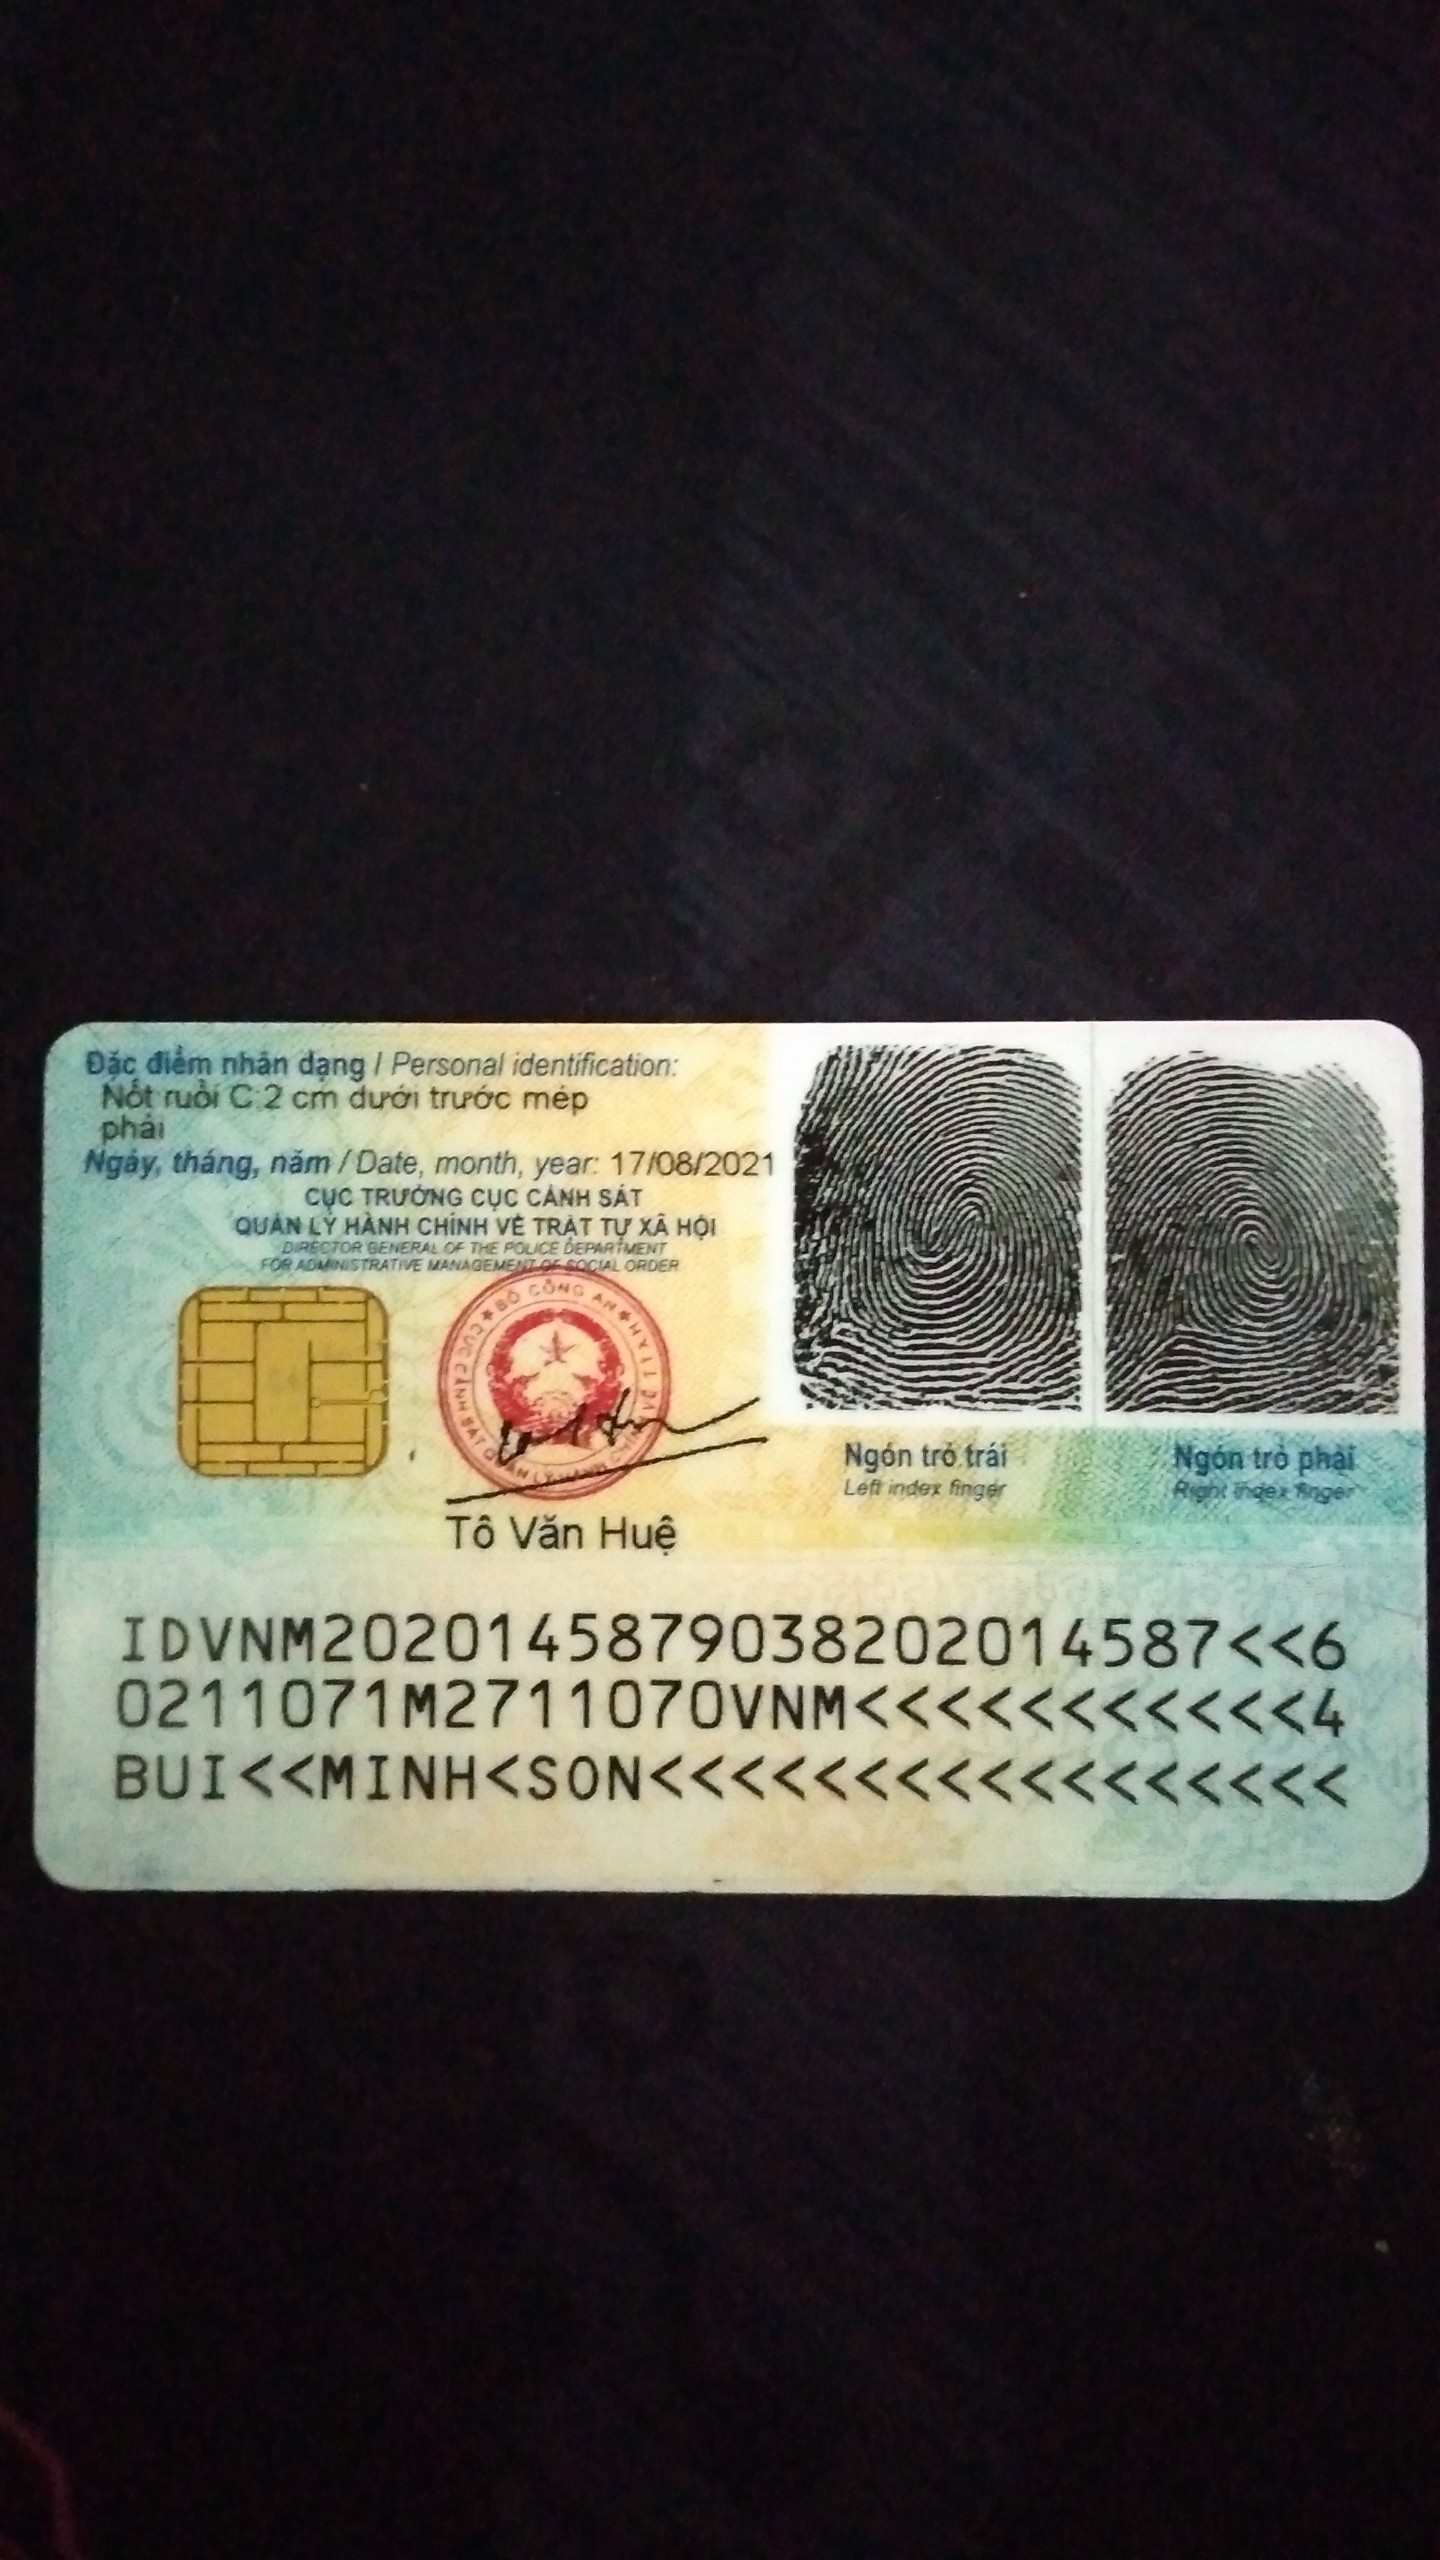 Đặc điểm nhân dạng / Personal identification:
Nốt ruồi C:2 cm dưới trước mép
phải
Ngày, tháng, năm / Date, month, year: 17/08/2021
CỤC TRƯỞNG CỤC CẢNH SÁT
QUẢN LÝ HÀNH CHÍNH VỀ TRẬT TỰ XÃ HỘI
DIRECTOR GENERAL OF THE POLICE DEPARTMENT
FOR ADMINISTRATIVE MANAGEMENT OF SOCIAL ORDER
BỘ CÔNG AN
CỤC CẢNH SÁT QUẢN LÝ HÀNH CHÍNH
Tô Văn Huệ
Ngón trỏ trái
Left index finger
Ngón trỏ phải
Right index finger
IDVNM2020145879038202014587<<6
0211071M2711070VNM<<<<<<<<<<<4
BUI<<MINH<SON<<<<<<<<<<<<<<<<<